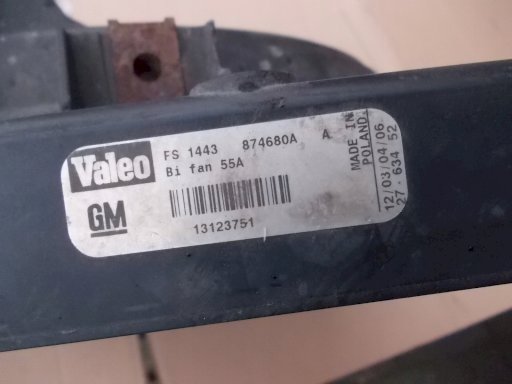 Valeo
FS 1443 874680A A
Bi fan 55A
GM
13123751
MADE IN
POLAND
12/03/04/06
27 634 52